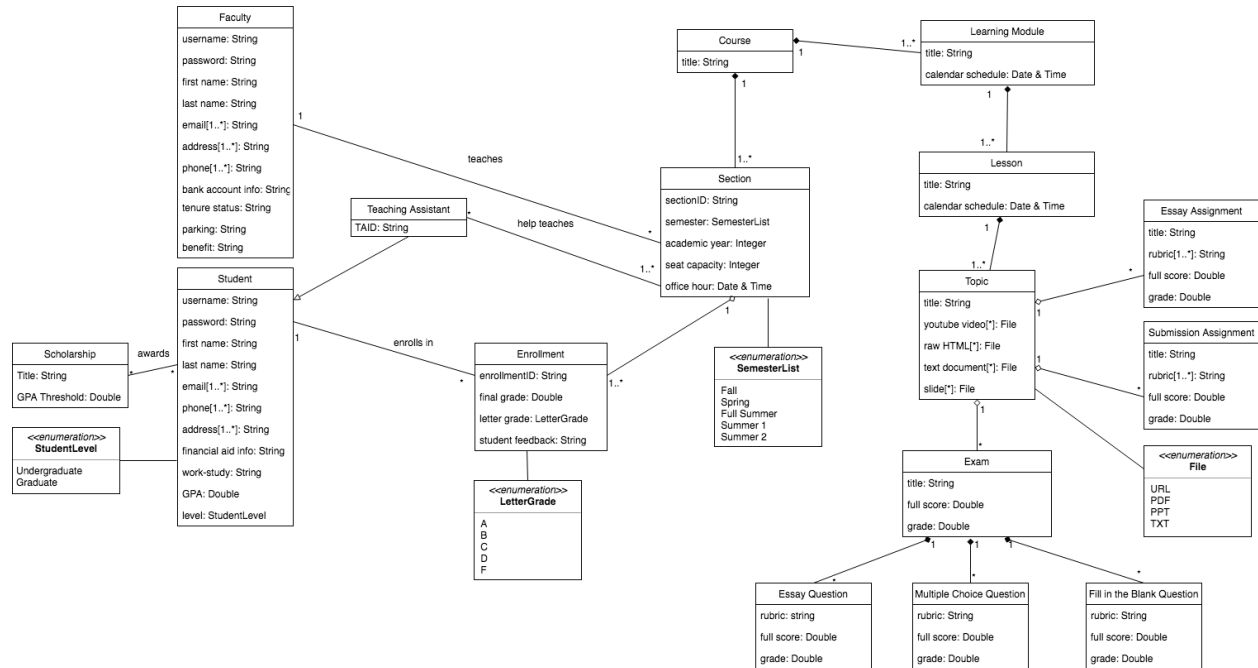 Faculty
username: String
password: String
first name: String
last name: String
email[1..*]: String
address[1..*]: String
phone[1..*]: String
bank account info: String
tenure status: String
parking: String
benefit: String
1
teaches
*
Course
title: String
1
1..*
1
1..*
Learning Module
title: String
calendar schedule: Date & Time
1
1..*
Lesson
title: String
calendar schedule: Date & Time
1
1..*
Section
sectionID: String
semester: SemesterList
academic year: Integer
seat capacity: Integer
office hour: Date & Time
Teaching Assistant
TAID: String
*
help teaches
1..*
1
Student
username: String
password: String
first name: String
last name: String
email[1..*]: String
phone[1..*]: String
address[1..*]: String
financial aid info: String
work-study: String
GPA: Double
level: StudentLevel
1
enrolls in
*
Scholarship
Title: String
GPA Threshold: Double
awards
*
*
<<enumeration>>
StudentLevel
Undergraduate
Graduate
Enrollment
enrollmentID: String
final grade: Double
letter grade: LetterGrade
student feedback: String
1..*
<<enumeration>>
LetterGrade
A
B
C
D
F
<<enumeration>>
SemesterList
Fall
Spring
Full Summer
Summer 1
Summer 2
Topic
title: String
youtube video[*]: File
raw HTML[*]: File
text document[*]: File
slide[*]: File
1
*
1
*
1
*
Essay Assignment
title: String
rubric[1..*]: String
full score: Double
grade: Double
Submission Assignment
title: String
rubric[1..*]: String
full score: Double
grade: Double
<<enumeration>>
File
URL
PDF
PPT
TXT
Exam
title: String
full score: Double
grade: Double
1
1
1
*
*
*
Essay Question
rubric: string
full score: Double
grade: Double
Multiple Choice Question
rubric: String
full score: Double
grade: Double
Fill in the Blank Question
rubric: String
full score: Double
grade: Double